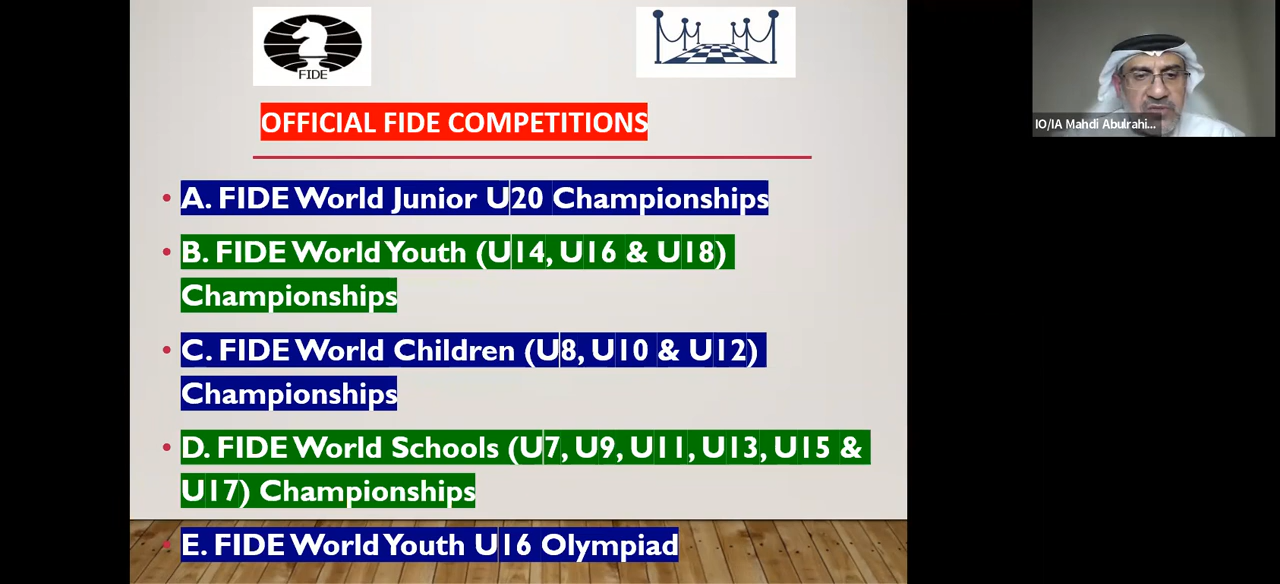 FIDE
OFFICIAL FIDE COMPETITIONS
A. FIDE World Junior U20 Championships
B. FIDE World Youth (U14, U16 & U18)
Championships
C. FIDE World Children (U8, U10 & U12)
Championships
D. FIDE World Schools (U7, U9, U11, U13, U15 &
U17) Championships
E. FIDE World Youth U16 Olympiad
IO/IA Mahdi Abulrahi...